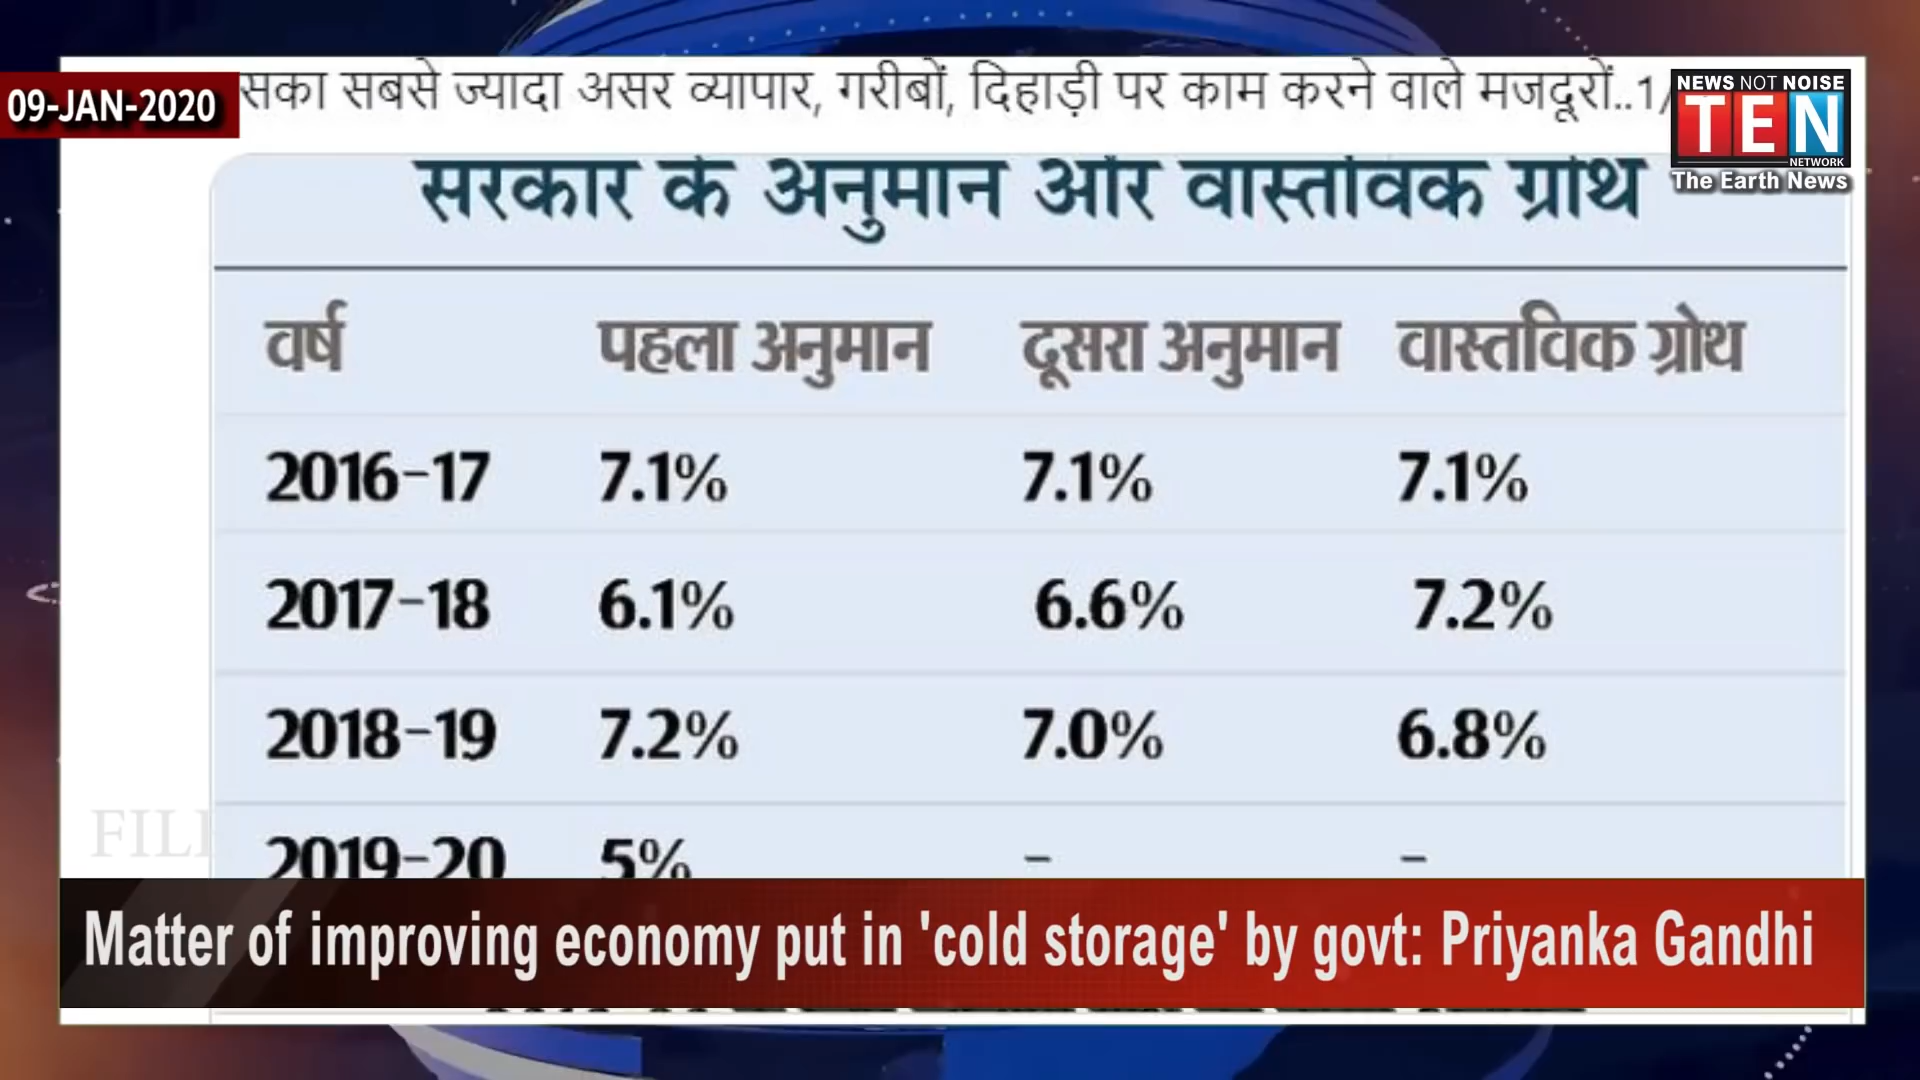 सका सबसे ज्यादा असर व्यापार, गरीबों, दिहाड़ी पर काम करने वाले मजदूरों..1/
09-JAN-2020
NEWS NOT NOISE
TEN
NETWORK
The Earth News
सरकार के अनुमान और वास्तविक ग्रोथ
वर्ष पहला अनुमान दूसरा अनुमान वास्तविक ग्रोथ
2016-17 7.1% 7.1% 7.1%
2017-18 6.1% 6.6% 7.2%
2018-19 7.2% 7.0% 6.8%
2019-20 5% - -
FILE
Matter of improving economy put in 'cold storage' by govt: Priyanka Gandhi